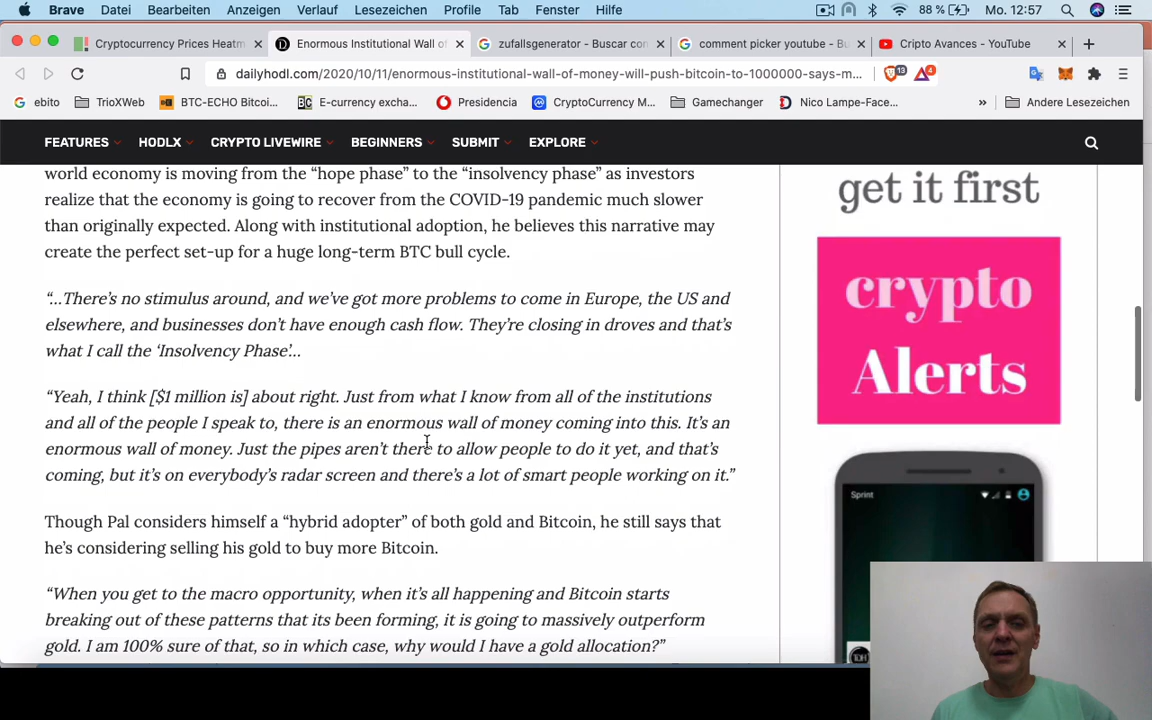 Brave Datei Bearbeiten Anzeigen Verlauf Lesezeichen Profile Tab Fenster Hilfe 88 % Mo. 12:57
Cryptocurrency Prices Heatm Enormous Institutional Wall of zufallsgenerator - Buscar con comment picker youtube - Bu Cripto Avances - YouTube
dailyhodl.com/2020/10/11/enormous-institutional-wall-of-money-will-push-bitcoin-to-1000000-says-m... 13 4
ebito TrioXWeb BTC-ECHO Bitcoi... E-currency excha... Presidencia CryptoCurrency M... Gamechanger Nico Lampe-Face... » Andere Lesezeichen
FEATURES HODLX CRYPTO LIVEWIRE BEGINNERS SUBMIT EXPLORE
world economy is moving from the “hope phase” to the “insolvency phase” as investors
realize that the economy is going to recover from the COVID-19 pandemic much slower
than originally expected. Along with institutional adoption, he believes this narrative may
create the perfect set-up for a huge long-term BTC bull cycle.
“…There’s no stimulus around, and we’ve got more problems to come in Europe, the US and
elsewhere, and businesses don’t have enough cash flow. They’re closing in droves and that’s
what I call the ‘Insolvency Phase’…
“Yeah, I think [$1 million is] about right. Just from what I know from all of the institutions
and all of the people I speak to, there is an enormous wall of money coming into this. It’s an
enormous wall of money. Just the pipes aren’t there to allow people to do it yet, and that’s
coming, but it’s on everybody’s radar screen and there’s a lot of smart people working on it.”
Though Pal considers himself a “hybrid adopter” of both gold and Bitcoin, he still says that
he’s considering selling his gold to buy more Bitcoin.
“When you get to the macro opportunity, when it’s all happening and Bitcoin starts
breaking out of these patterns that its been forming, it is going to massively outperform
gold. I am 100% sure of that, so in which case, why would I have a gold allocation?”
get it first
crypto
Alerts
Sprint